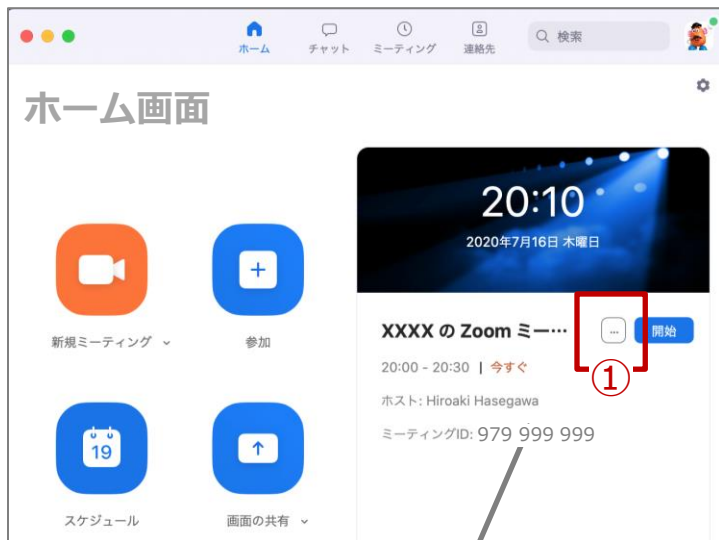 ホーム
チャット
ミーティング
連絡先
検索
ホーム画面
20:10
2020年7月16日 木曜日
新規ミーティング
参加
XXXX の Zoom ミー…
…
開始
20:00 - 20:30 | 今すぐ
①
ホスト: Hiroaki Hasegawa
ミーティングID: 979 999 999
19
スケジュール
画面の共有